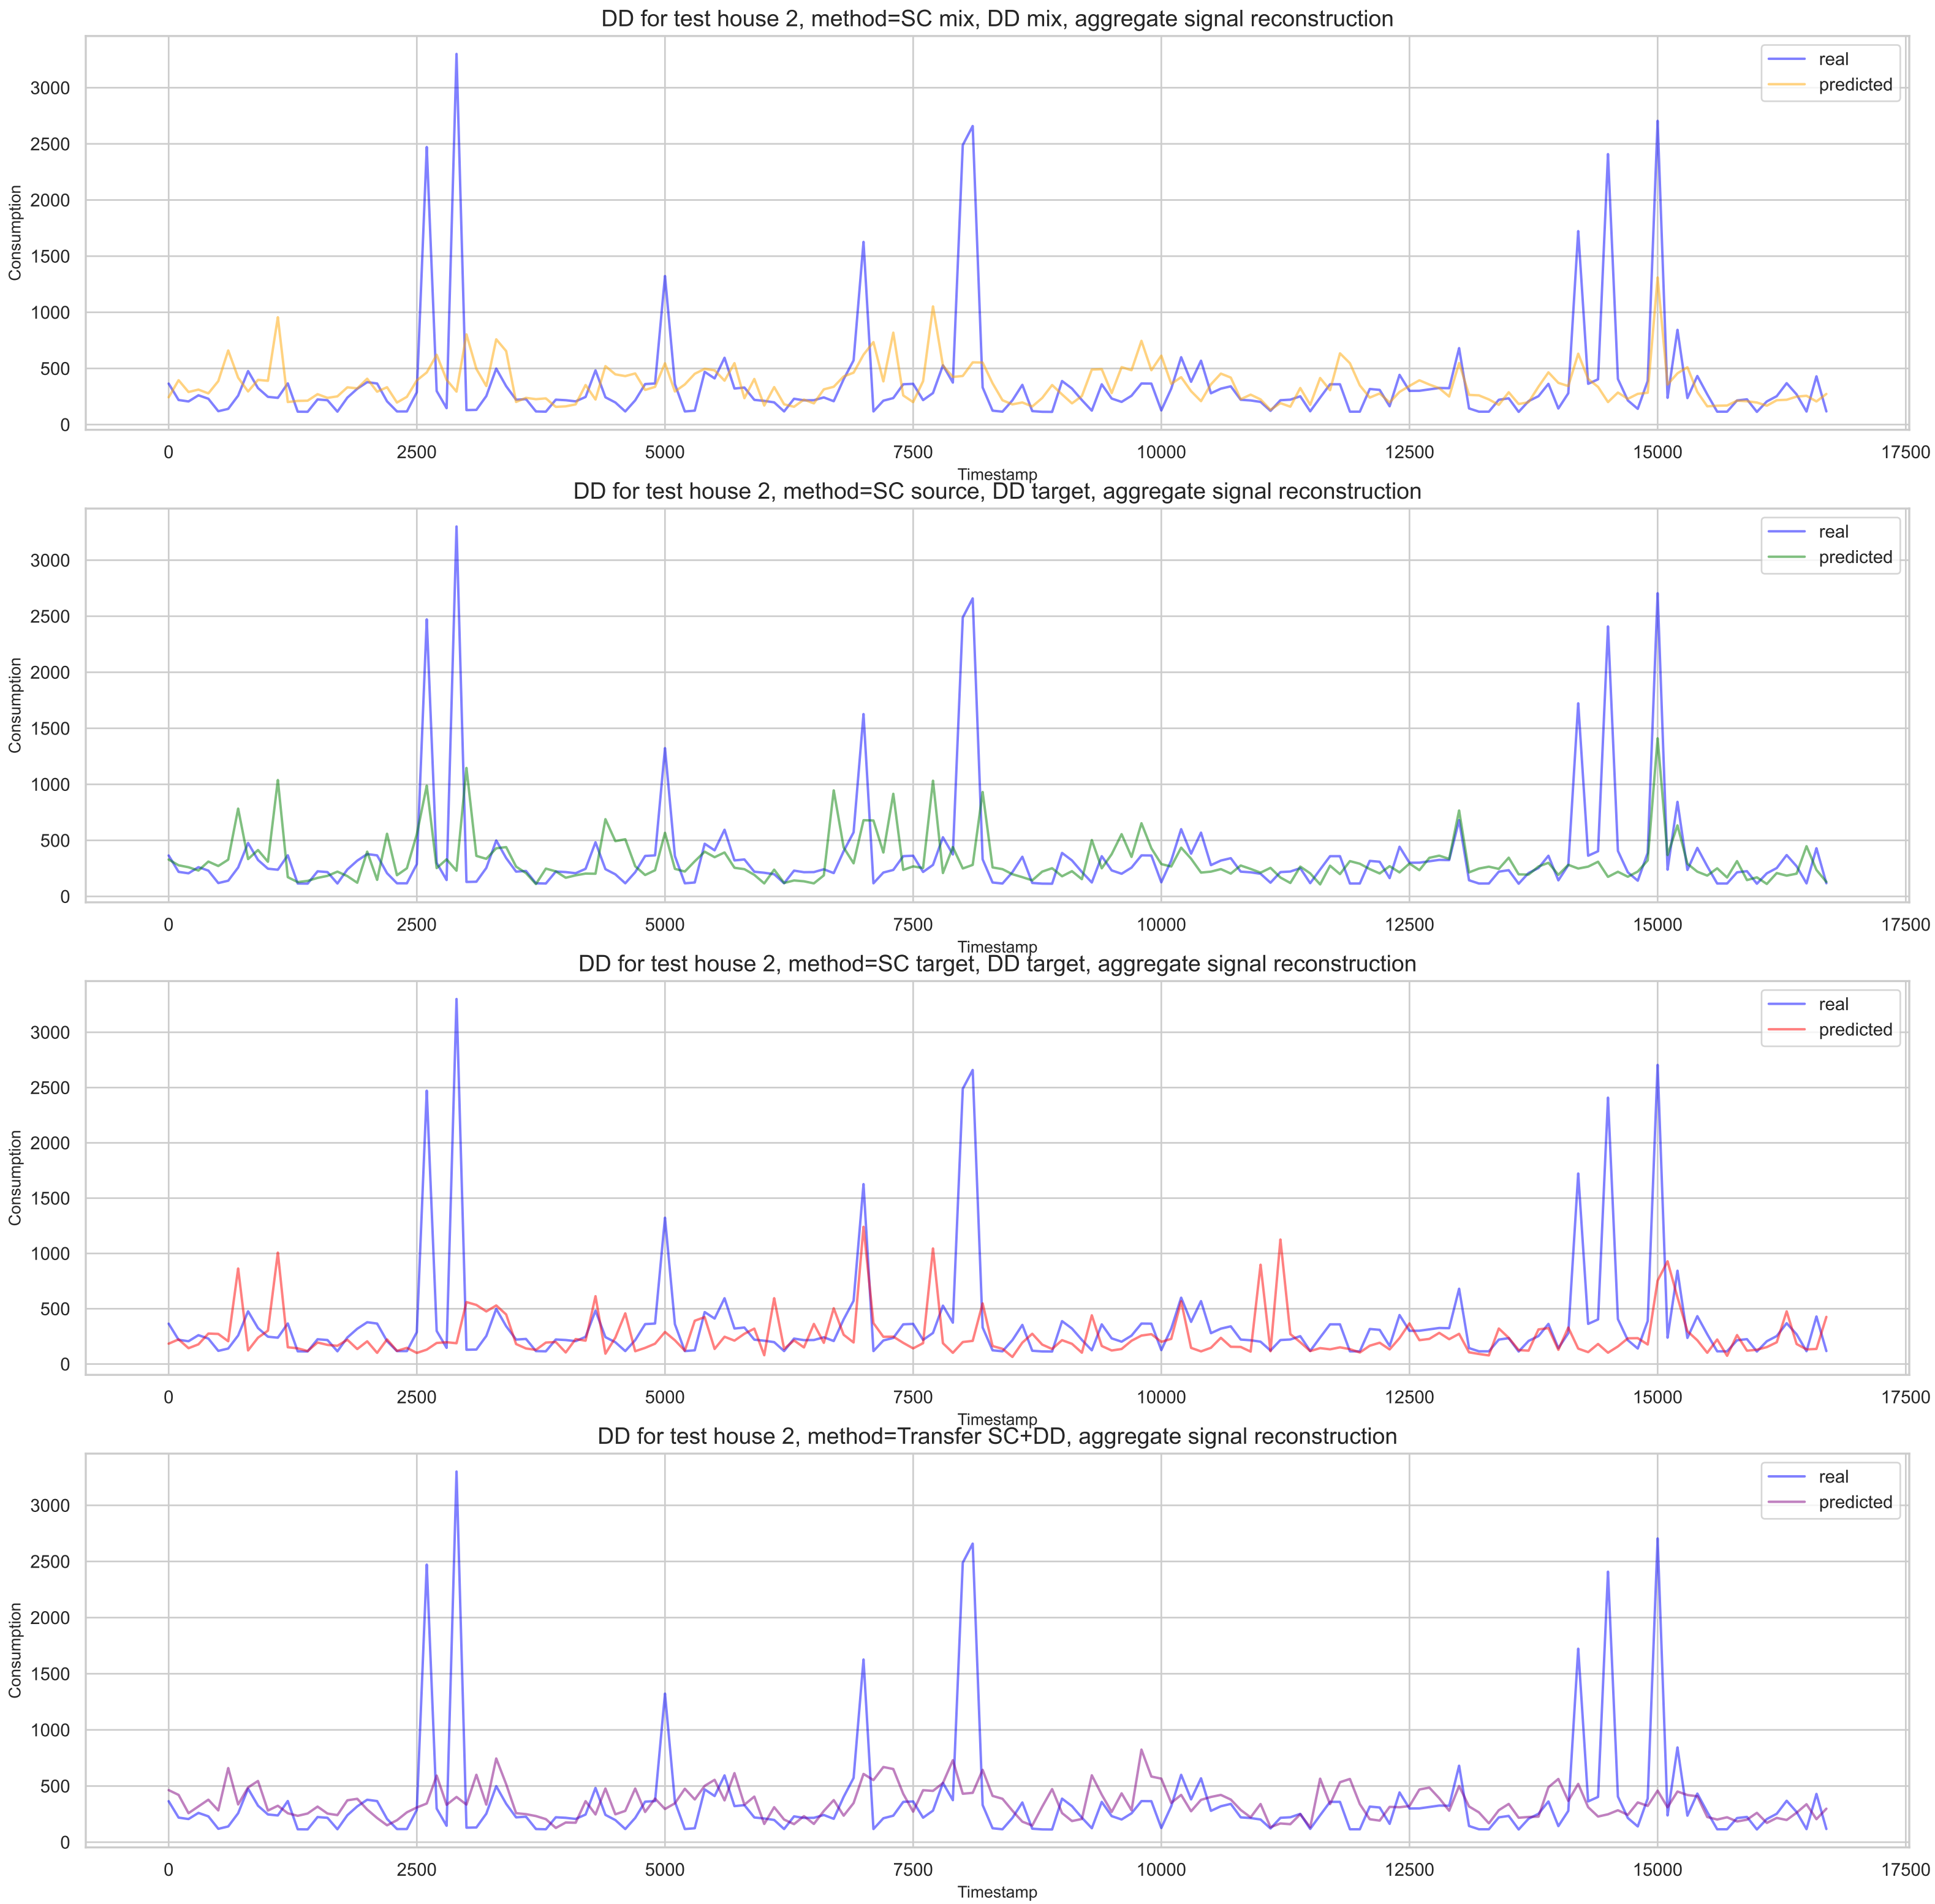 DD for test house 2, method=SC mix, DD mix, aggregate signal reconstruction
real
predicted
3000
2500
2000
1500
1000
500
0
Consumption
0 2500 5000 7500 10000 12500 15000 17500
Timestamp
DD for test house 2, method=SC source, DD target, aggregate signal reconstruction
real
predicted
3000
2500
2000
1500
1000
500
0
Consumption
0 2500 5000 7500 10000 12500 15000 17500
Timestamp
DD for test house 2, method=SC target, DD target, aggregate signal reconstruction
real
predicted
3000
2500
2000
1500
1000
500
0
Consumption
0 2500 5000 7500 10000 12500 15000 17500
Timestamp
DD for test house 2, method=Transfer SC+DD, aggregate signal reconstruction
real
predicted
3000
2500
2000
1500
1000
500
0
Consumption
0 2500 5000 7500 10000 12500 15000 17500
Timestamp